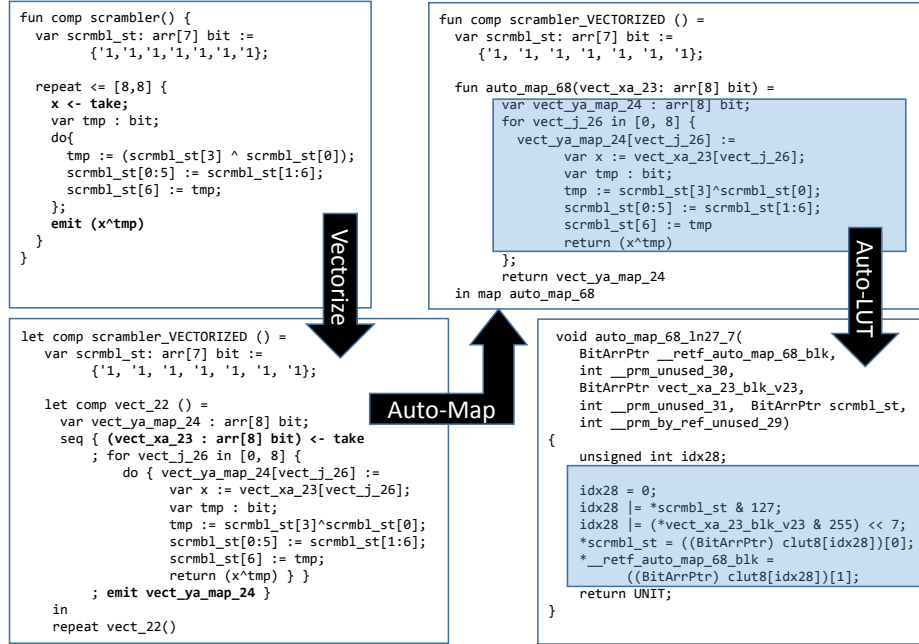 fun comp scrambler() {
var scrmbl_st: arr[7] bit :=
{'1,'1,'1,'1,'1,'1,'1};
repeat <= [8,8] {
x <- take;
var tmp : bit;
do{
tmp := (scrmbl_st[3] ^ scrmbl_st[0]);
scrmbl_st[0:5] := scrmbl_st[1:6];
scrmbl_st[6] := tmp;
};
emit (x^tmp)
}
}
Vectorize
let comp scrambler_VECTORIZED () =
var scrmbl_st: arr[7] bit :=
{'1, '1, '1, '1, '1, '1, '1};
let comp vect_22 () =
var vect_ya_map_24 : arr[8] bit;
seq { (vect_xa_23 : arr[8] bit) <- take
; for vect_j_26 in [0, 8] {
do { vect_ya_map_24[vect_j_26] :=
var x := vect_xa_23[vect_j_26];
var tmp : bit;
tmp := scrmbl_st[3]^scrmbl_st[0];
scrmbl_st[0:5] := scrmbl_st[1:6];
scrmbl_st[6] := tmp;
return (x^tmp) } }
; emit vect_ya_map_24 }
in
repeat vect_22()
Auto-Map
fun comp scrambler_VECTORIZED () =
var scrmbl_st: arr[7] bit :=
{'1, '1, '1, '1, '1, '1, '1};
fun auto_map_68(vect_xa_23: arr[8] bit) =
var vect_ya_map_24 : arr[8] bit;
for vect_j_26 in [0, 8] {
vect_ya_map_24[vect_j_26] :=
var x := vect_xa_23[vect_j_26];
var tmp : bit;
tmp := scrmbl_st[3]^scrmbl_st[0];
scrmbl_st[0:5] := scrmbl_st[1:6];
scrmbl_st[6] := tmp
return (x^tmp)
};
return vect_ya_map_24
in map auto_map_68
Auto-LUT
void auto_map_68_ln27_7(
BitArrPtr __retf_auto_map_68_blk,
int __prm_unused_30,
BitArrPtr vect_xa_23_blk_v23,
int __prm_unused_31,  BitArrPtr scrmbl_st,
int __prm_by_ref_unused_29)
{
unsigned int idx28;
idx28 = 0;
idx28 |= *scrmbl_st & 127;
idx28 |= (*vect_xa_23_blk_v23 & 255) << 7;
*scrmbl_st = ((BitArrPtr) clut8[idx28])[0];
*__retf_auto_map_68_blk =
((BitArrPtr) clut8[idx28])[1];
return UNIT;
}